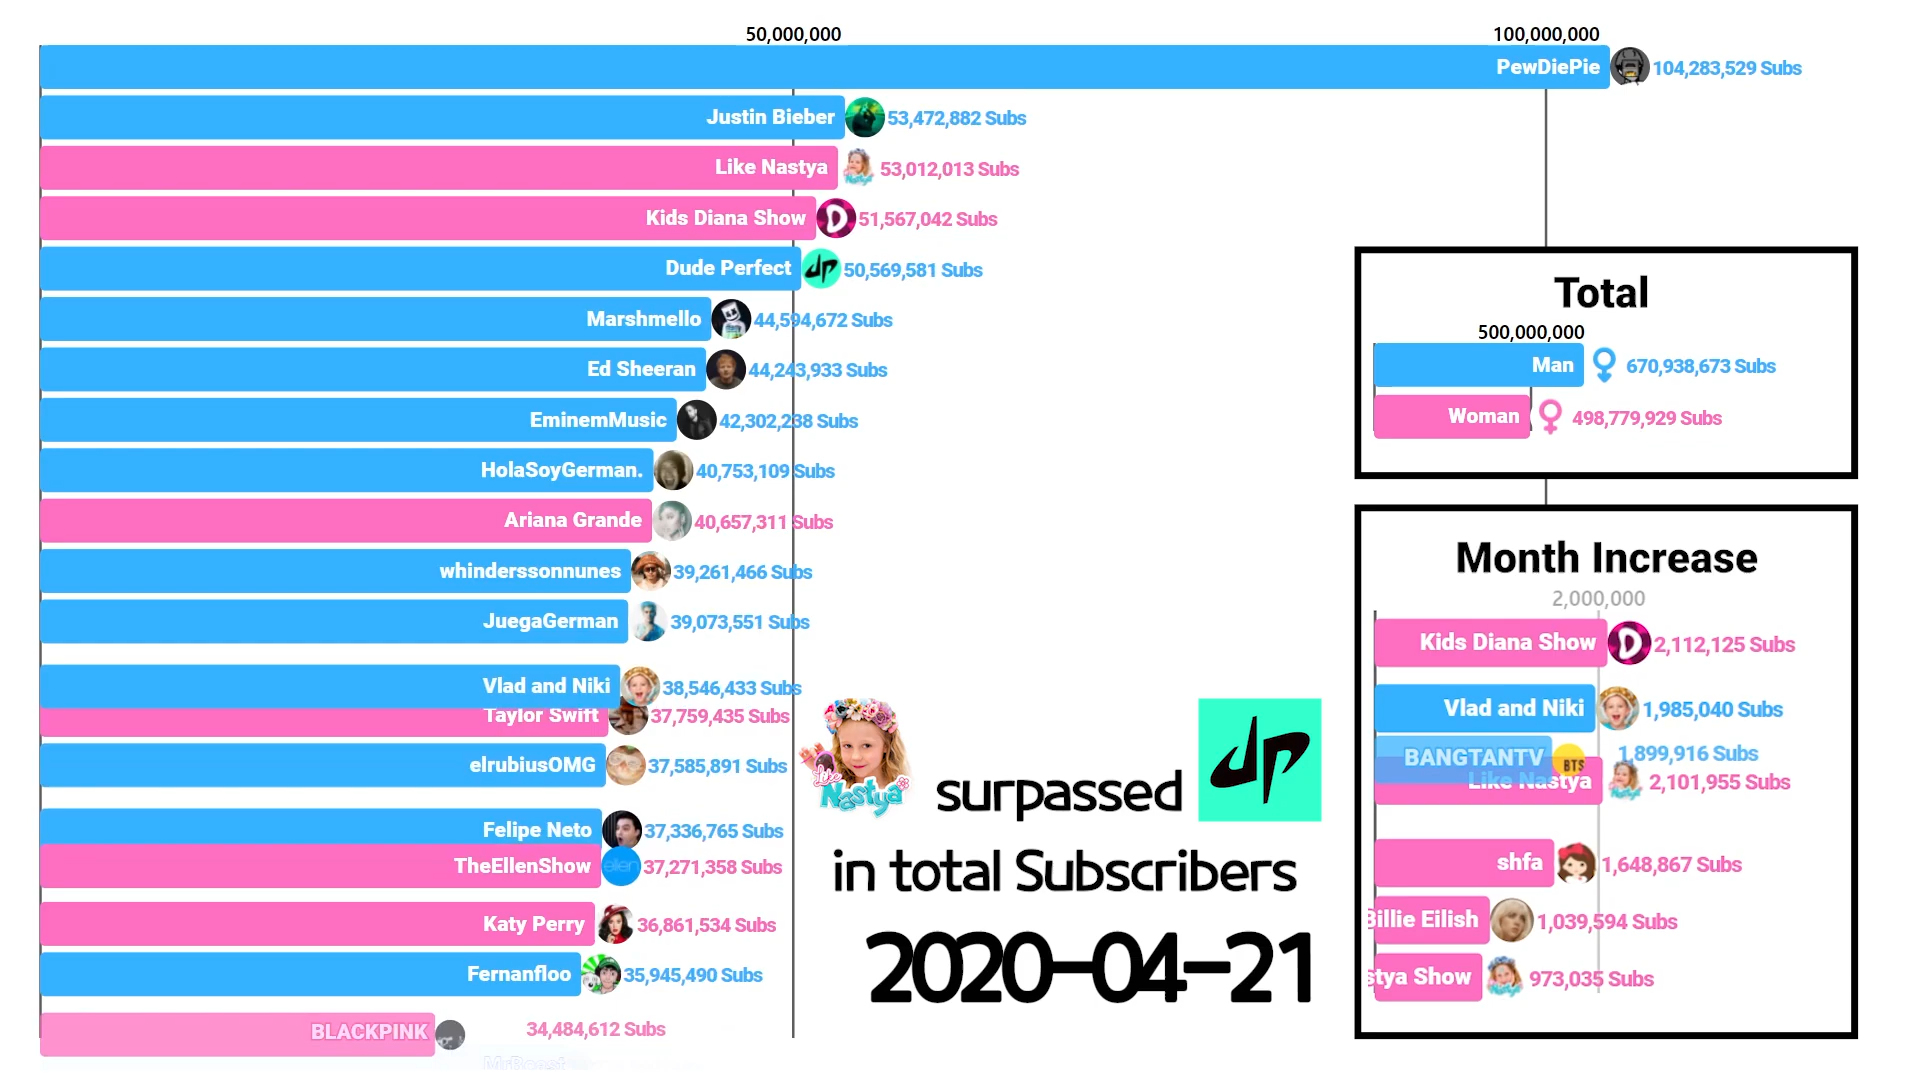 50,000,000
100,000,000
PewDiePie 104,283,529 Subs
Justin Bieber 53,472,882 Subs
Like Nastya 53,012,013 Subs
Kids Diana Show D 51,567,042 Subs
Dude Perfect dp 50,569,581 Subs
Marshmello 44,594,672 Subs
Ed Sheeran 44,243,933 Subs
EminemMusic 42,302,238 Subs
HolaSoyGerman. 40,753,109 Subs
Ariana Grande 40,657,311 Subs
whinderssonnunes 39,261,466 Subs
JuegaGerman 39,073,551 Subs
Vlad and Niki 38,546,433 Subs
Taylor Swift 37,759,435 Subs
elrubiusOMG 37,585,891 Subs
Felipe Neto 37,336,765 Subs
TheEllenShow ellen 37,271,358 Subs
Katy Perry 36,861,534 Subs
Fernanfloo 35,945,490 Subs
BLACKPINK 34,484,612 Subs
MrBeast
Like
Nastya
surpassed
dp
in total Subscribers
2020-04-21
Total
500,000,000
Man 670,938,673 Subs
Woman 498,779,929 Subs
Month Increase
2,000,000
Kids Diana Show D 2,112,125 Subs
Vlad and Niki 1,985,040 Subs
BANGTANTV BTS 1,899,916 Subs
Like Nastya 2,101,955 Subs
shfa 1,648,867 Subs
Billie Eilish 1,039,594 Subs
stya Show 973,035 Subs